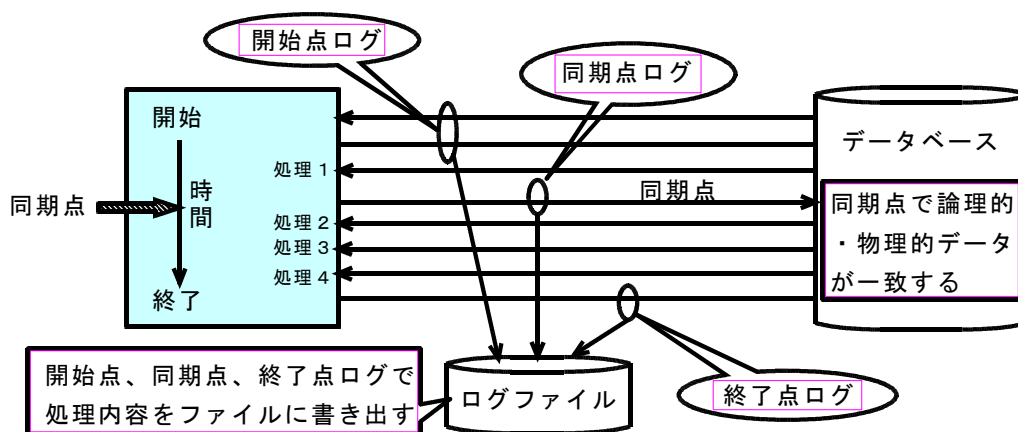 開始点ログ
同期点ログ
開始
データベース
処理1
時間
同期点
同期点
同期点で論理的
・物理的データ
が一致する
処理2
処理3
処理4
終了
開始点、同期点、終了点ログで
処理内容をファイルに書き出す
ログファイル
終了点ログ